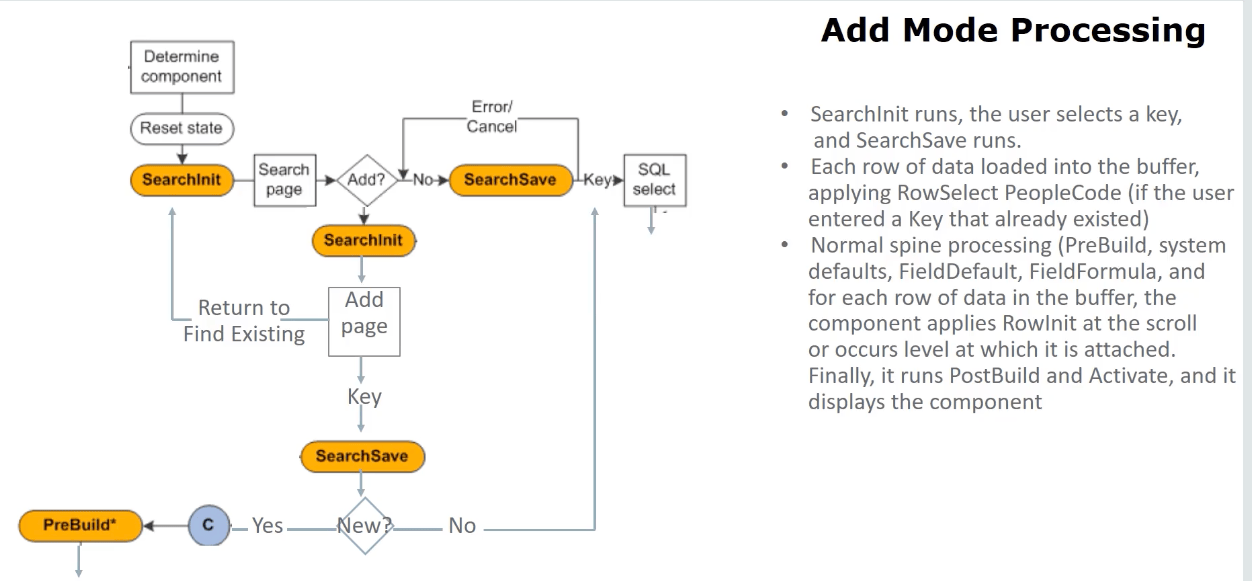 Add Mode Processing
Determine
component
Reset state
SearchInit
Search
page
Add?
No
Error/
Cancel
SearchSave
Key
SQL
select
SearchInit
Return to
Find Existing
Add
page
Key
SearchSave
New?
Yes
No
C
PreBuild*
• SearchInit runs, the user selects a key,
and SearchSave runs.
• Each row of data loaded into the buffer,
applying RowSelect PeopleCode (if the user
entered a Key that already existed)
• Normal spine processing (PreBuild, system
defaults, FieldDefault, FieldFormula, and
for each row of data in the buffer, the
component applies RowInit at the scroll
or occurs level at which it is attached.
Finally, it runs PostBuild and Activate, and it
displays the component